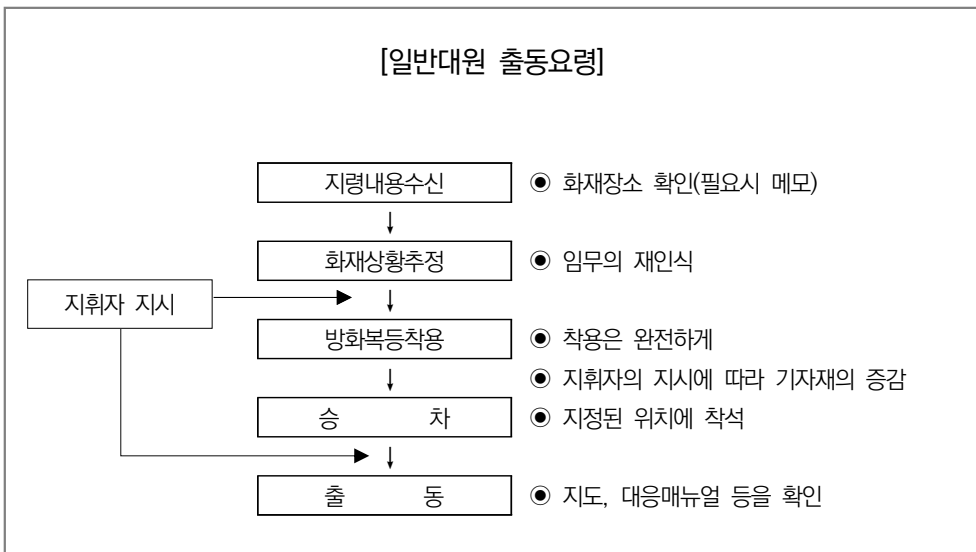 [일반대원 출동요령]
지령내용수신 ◉ 화재장소 확인(필요시 메모)
↓
화재상황추정 ◉ 임무의 재인식
지휘자 지시 ↓
방화복등착용 ◉ 착용은 완전하게
↓ ◉ 지휘자의 지시에 따라 기자재의 증감
승 차 ◉ 지정된 위치에 착석
↓
출 동 ◉ 지도, 대응매뉴얼 등을 확인